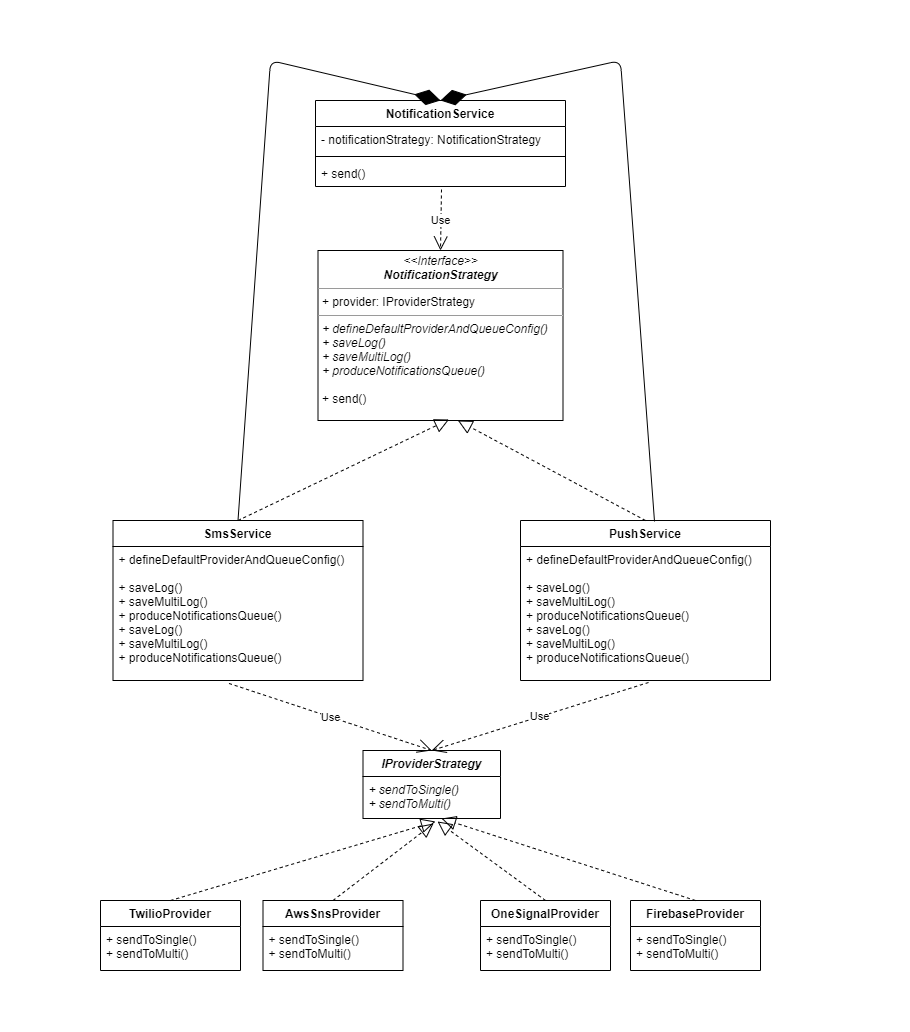 NotificationService
- notificationStrategy: NotificationStrategy
+ send()
Use
<<Interface>>
NotificationStrategy
+ provider: IProviderStrategy
+ defineDefaultProviderAndQueueConfig()
+ saveLog()
+ saveMultiLog()
+ produceNotificationsQueue()
+ send()
SmsService
+ defineDefaultProviderAndQueueConfig()
+ saveLog()
+ saveMultiLog()
+ produceNotificationsQueue()
+ saveLog()
+ saveMultiLog()
+ produceNotificationsQueue()
PushService
+ defineDefaultProviderAndQueueConfig()
+ saveLog()
+ saveMultiLog()
+ produceNotificationsQueue()
+ saveLog()
+ saveMultiLog()
+ produceNotificationsQueue()
Use
Use
IProviderStrategy
+ sendToSingle()
+ sendToMulti()
TwilioProvider
+ sendToSingle()
+ sendToMulti()
AwsSnsProvider
+ sendToSingle()
+ sendToMulti()
OneSignalProvider
+ sendToSingle()
+ sendToMulti()
FirebaseProvider
+ sendToSingle()
+ sendToMulti()